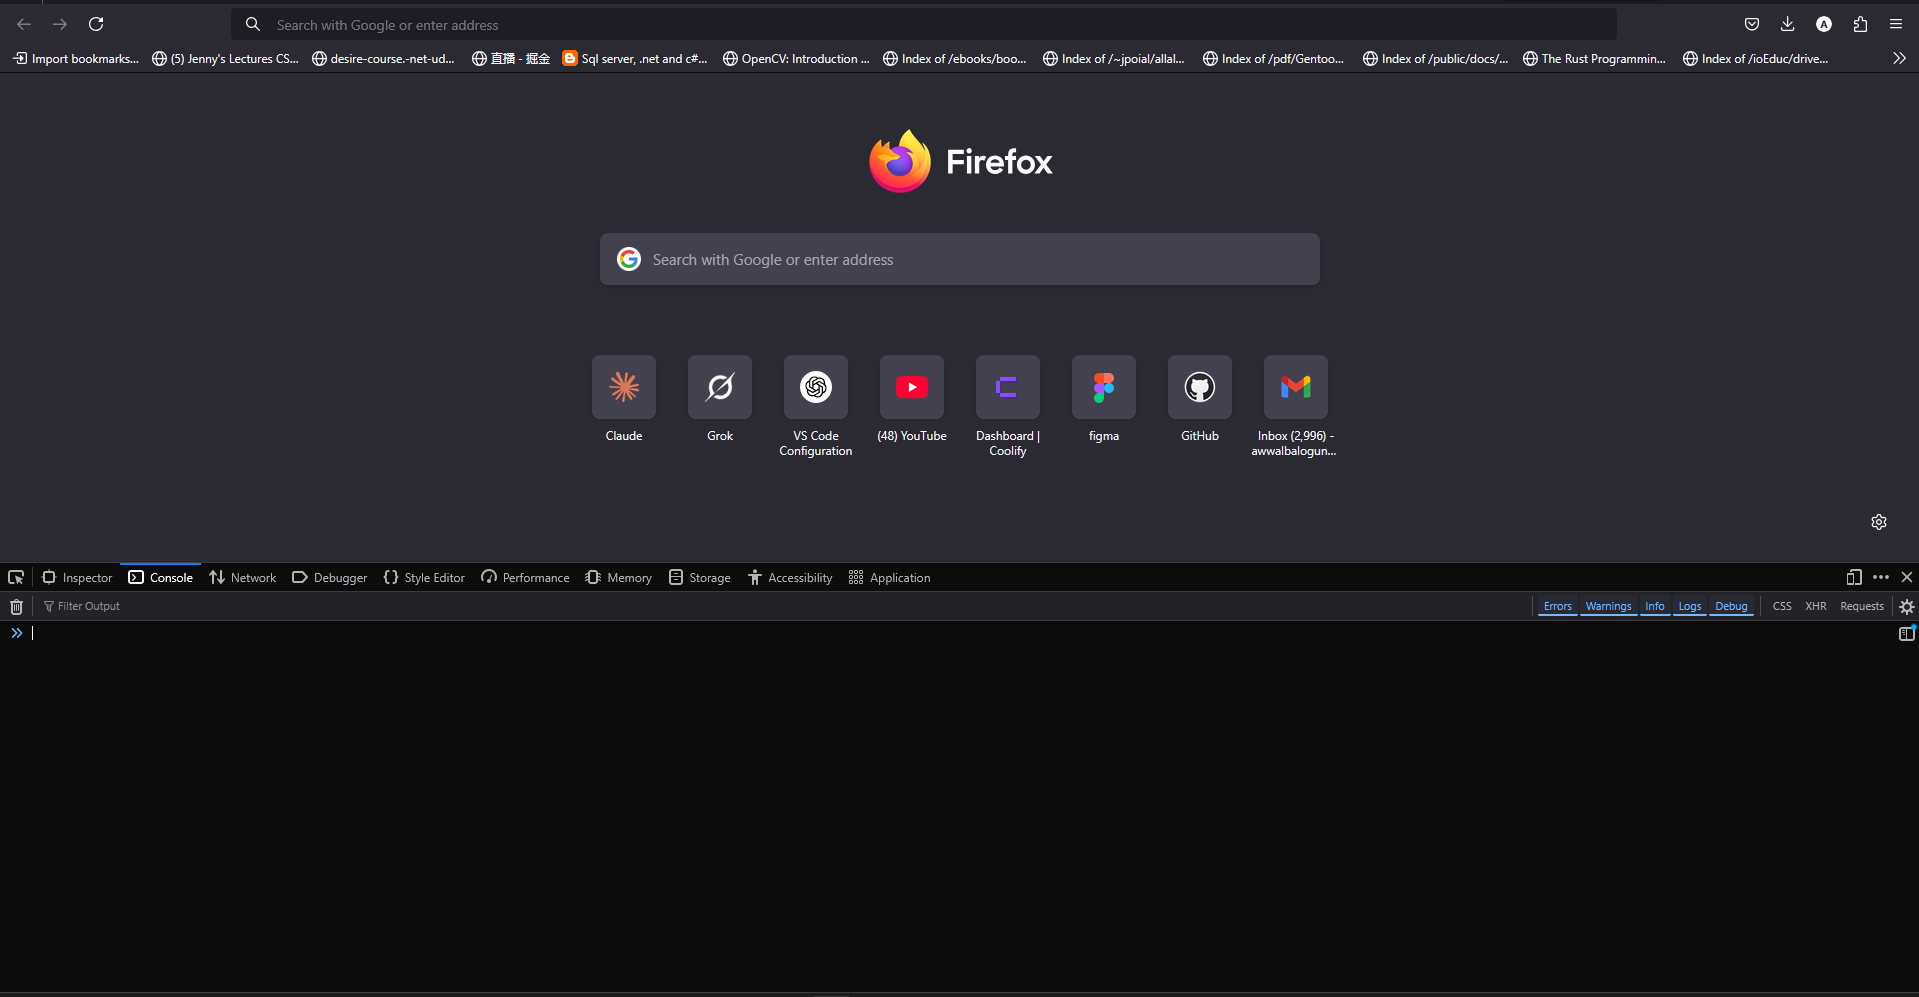 Search with Google or enter address
A
Import bookmarks... (5) Jenny's Lectures CS... desire-course.-net-ud... 直播 - 掘金 Sql server, .net and c#... OpenCV: Introduction ... Index of /ebooks/boo... Index of /~jpoial/allal... Index of /pdf/Gentoo... Index of /public/docs/... The Rust Programmin... Index of /ioEduc/drive...
Firefox
Search with Google or enter address
Claude
Grok
VS Code
Configuration
(48) YouTube
Dashboard |
Coolify
figma
GitHub
Inbox (2,996) -
awwalbalogun...
Inspector Console Network Debugger Style Editor Performance Memory Storage Accessibility Application
Filter Output Errors Warnings Info Logs Debug CSS XHR Requests